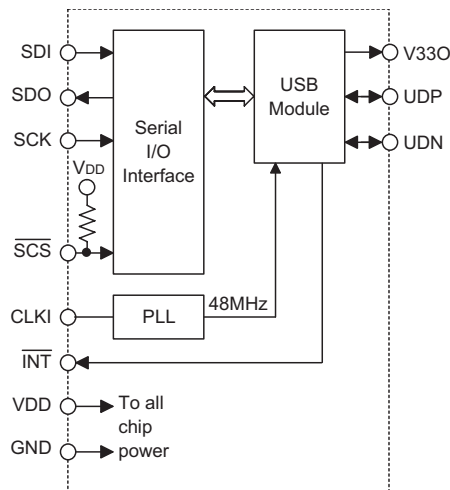 SDI
SDO
SCK
VDD
SCS
CLKI
INT
VDD
GND
Serial
I/O
Interface
USB
Module
V33O
UDP
UDN
PLL
48MHz
To all
chip
power